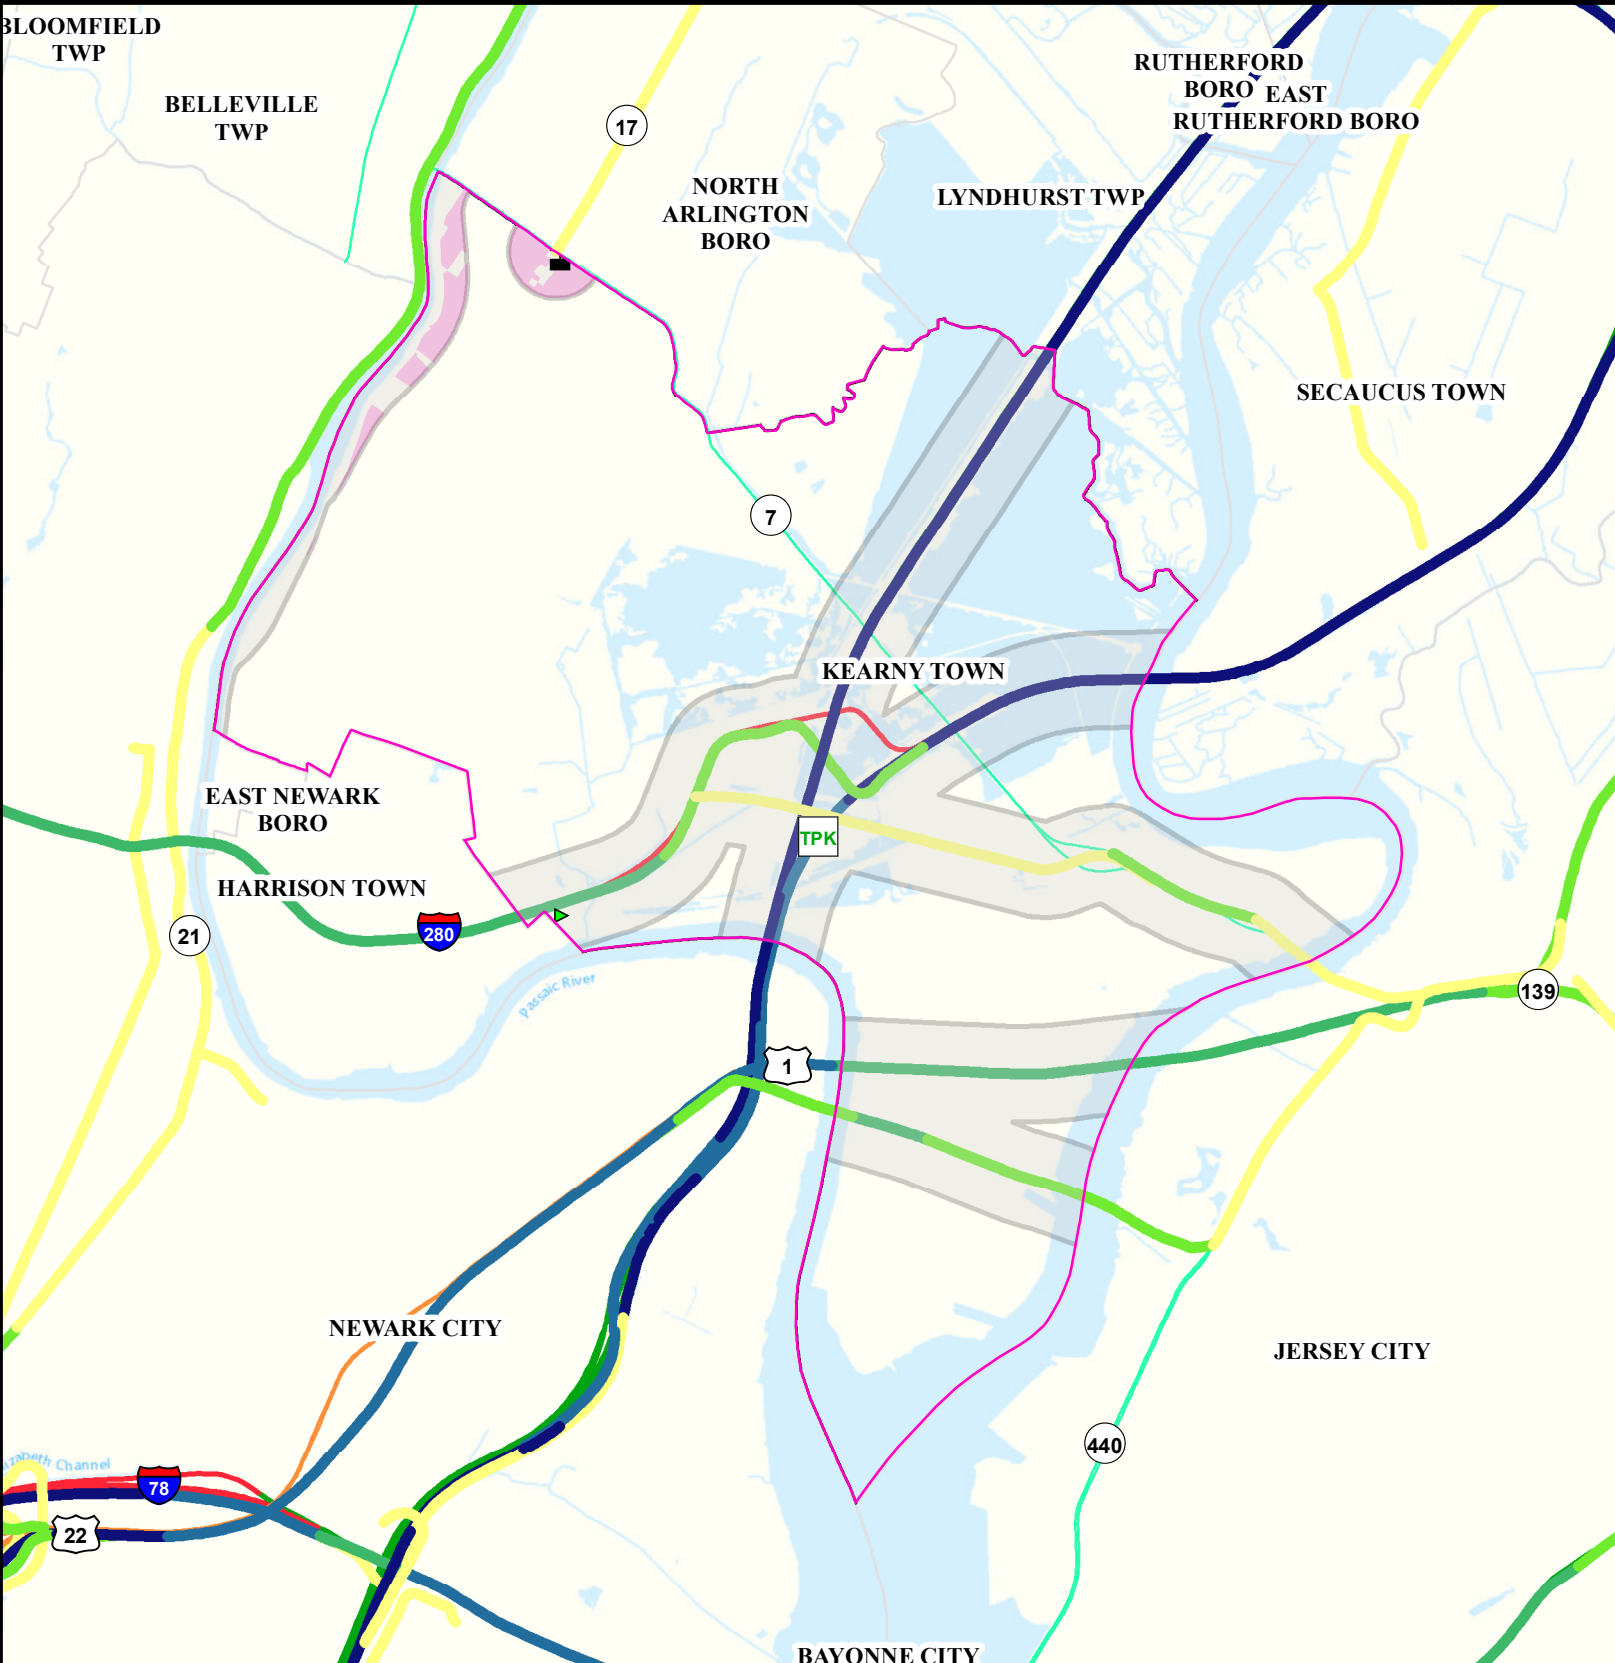 BLOOMFIELD
TWP
BELLEVILLE
TWP
17
NORTH
ARLINGTON
BORO
RUTHERFORD
BORO
EAST
RUTHERFORD BORO
LYNDHURST TWP
SECAUCUS TOWN
7
KEARNY TOWN
EAST NEWARK
BORO
TPK
HARRISON TOWN
280
21
Passaic River
139
1
NEWARK CITY
JERSEY CITY
440
Channel
78
22
BAYONNE CITY